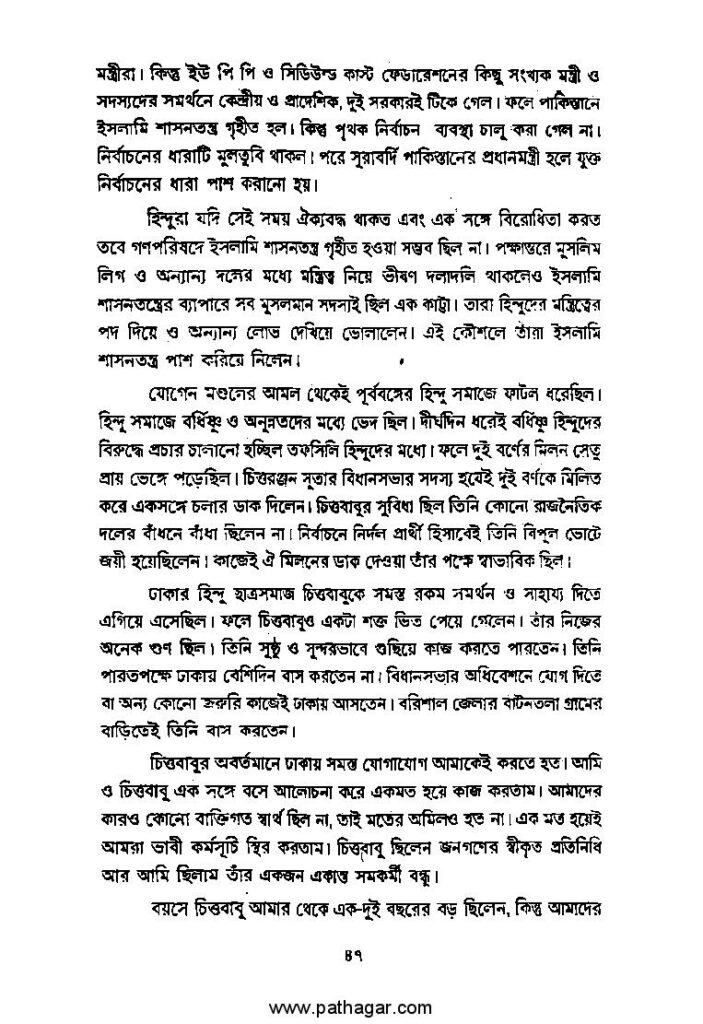 মন্ত্রীরা। কিন্তু ইউ পি পি ও সিডিউল্ড কাস্ট ফেডারেশনের কিছু সংখ্যক মন্ত্রী ও
সদস্যদের সমর্থনে কেন্দ্রীয় ও প্রাদেশিক, দুই সরকারই টিকে গেল। ফলে পাকিস্তানে
ইসলামি শাসনতন্ত্র গৃহীত হল। কিন্তু পৃথক নির্বাচন ব্যবস্থা চালু করা গেল না।
নির্বাচনের ধারাটি মুলতুবি থাকল। পরে সুরাবর্দি পাকিস্তানের প্রধানমন্ত্রী হলে যুক্ত
নির্বাচনের ধারা পাশ করানো হয়।
হিন্দুরা যদি সেই সময় ঐক্যবদ্ধ থাকত এবং এক সঙ্গে বিরোধিতা করত
তবে গণপরিষদে ইসলামি শাসনতন্ত্র গৃহীত হওয়া সম্ভব ছিল না। পক্ষান্তরে মুসলিম
লিগ ও অন্যান্য দলের মধ্যে মন্ত্রিত্ব নিয়ে ভীষণ দলাদলি থাকলেও ইসলামি
শাসনতন্ত্রের ব্যাপারে সব মুসলমান সদস্যই ছিল এক কাট্টা। তারা হিন্দুদের মন্ত্রিত্বের
পদ দিয়ে ও অন্যান্য লোভ দেখিয়ে ভোলালেন। এই কৌশলে তাঁরা ইসলামি
শাসনতন্ত্র পাশ করিয়ে নিলেন।
যোগেন মণ্ডলের আমল থেকেই পূর্ববঙ্গের হিন্দু সমাজে ফাটল ধরেছিল।
হিন্দু সমাজে বর্ধিষ্ণু ও অনুন্নতদের মধ্যে ভেদ ছিল। দীর্ঘদিন ধরেই বর্ধিষ্ণু হিন্দুদের
বিরুদ্ধে প্রচার চালানো হচ্ছিল তফসিলি হিন্দুদের মধ্যে। ফলে দুই বর্ণের মিলন সেতু
প্রায় ভেঙ্গে পড়েছিল। চিত্তরঞ্জন সুতার বিধানসভার সদস্য হয়েই দুই বর্ণকে মিলিত
করে একসঙ্গে চলার ডাক দিলেন। চিত্তবাবুর সুবিধা ছিল তিনি কোনো রাজনৈতিক
দলের বাঁধনে বাঁধা ছিলেন না। নির্বাচনে নির্দল প্রার্থী হিসাবেই তিনি বিপুল ভোটে
জয়ী হয়েছিলেন। কাজেই ঐ মিলনের ডাক দেওয়া তাঁর পক্ষে স্বাভাবিক ছিল।
ঢাকার হিন্দু ছাত্রসমাজ চিত্তবাবুকে সমস্ত রকম সমর্থন ও সাহায্য দিতে
এগিয়ে এসেছিল। ফলে চিত্তবাবুও একটা শক্ত ভিত পেয়ে গেলেন। তাঁর নিজের
অনেক গুণ ছিল। তিনি সুষ্ঠু ও সুন্দরভাবে গুছিয়ে কাজ করতে পারতেন। তিনি
পারতপক্ষে ঢাকায় বেশিদিন বাস করতেন না। বিধানসভার অধিবেশনে যোগ দিতে
বা অন্য কোনো জরুরি কাজেই ঢাকায় আসতেন। বরিশাল জেলার বাটনতলা গ্রামের
বাড়িতেই তিনি বাস করতেন।
চিত্তবাবুর অবর্তমানে ঢাকায় সমস্ত যোগাযোগ আমাকেই করতে হত। আমি
ও চিত্তবাবু এক সঙ্গে বসে আলোচনা করে একমত হয়ে কাজ করতাম। আমাদের
কারও কোনো ব্যক্তিগত স্বার্থ ছিল না, তাই মতের অমিলও হত না। এক মত হয়েই
আমরা ভাবী কর্মসূচি স্থির করতাম। চিত্তবাবু ছিলেন জনগণের স্বীকৃত প্রতিনিধি
আর আমি ছিলাম তাঁর একজন একান্ত সমকর্মী বন্ধু।
বয়সে চিত্তবাবু আমার থেকে এক-দুই বছরের বড় ছিলেন, কিন্তু আমাদের
৪৭
www.pathagar.com